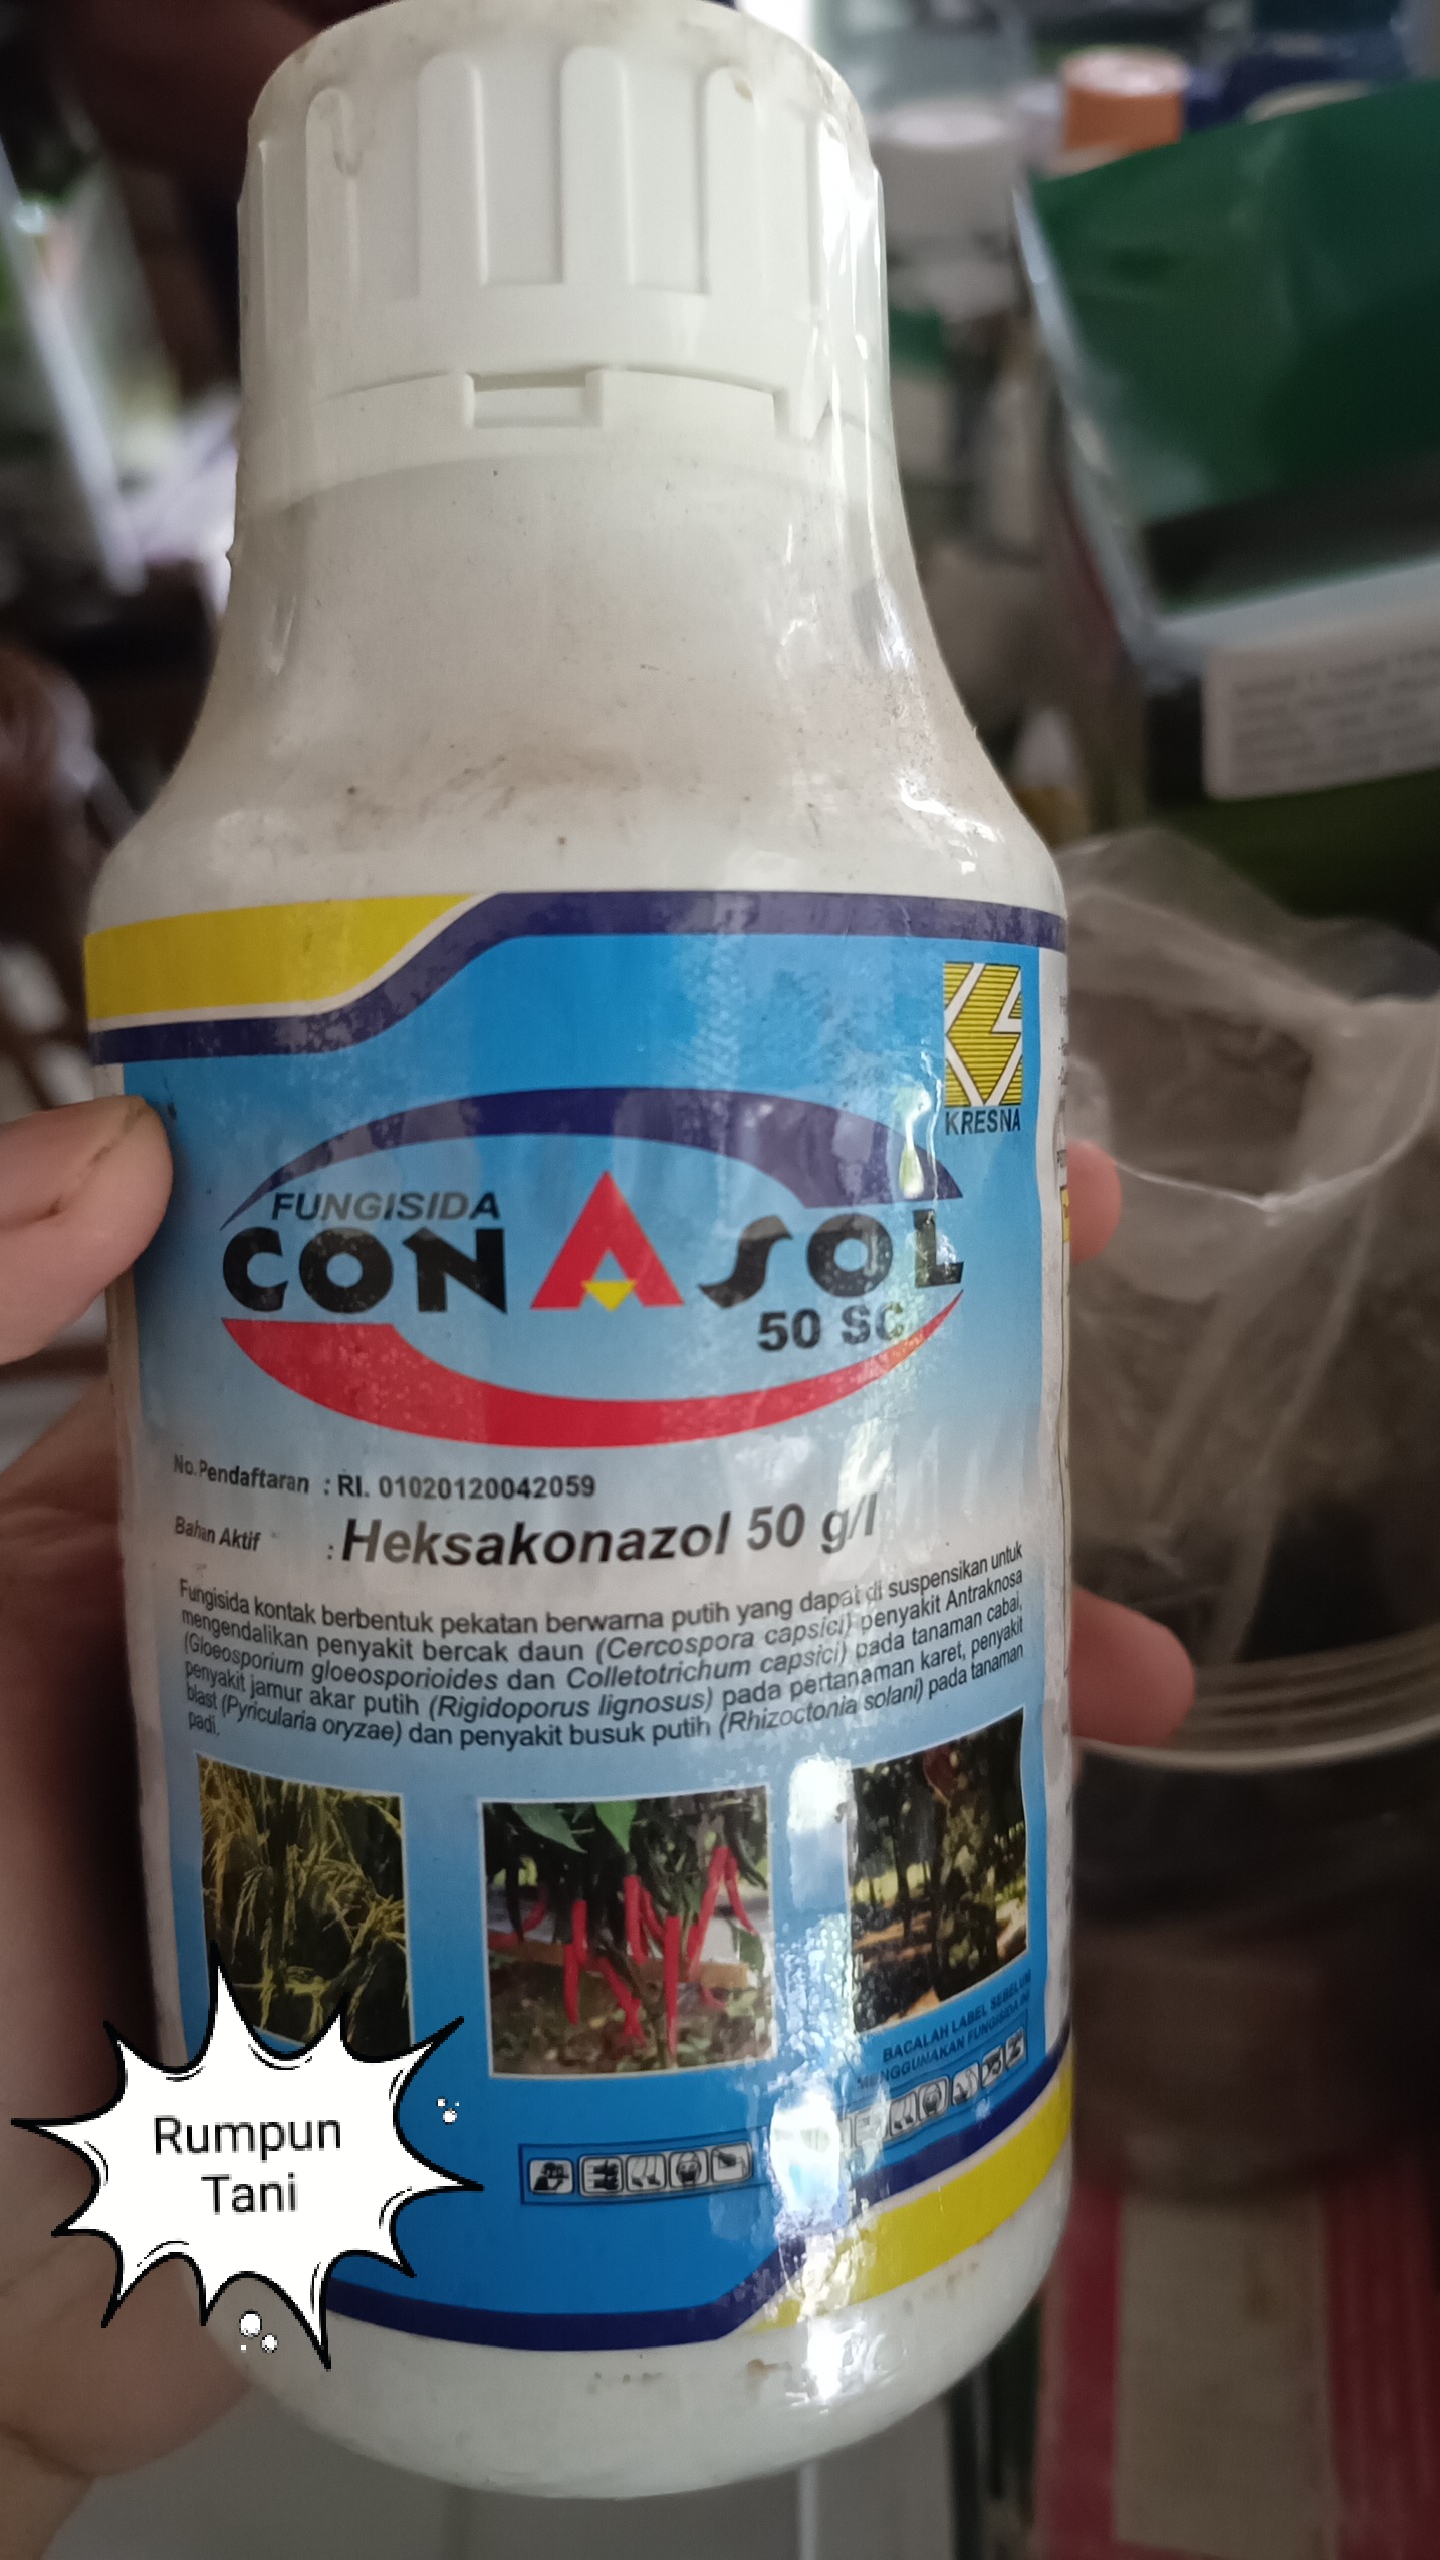 KRESNA
FUNGISIDA
CONASOL
50 SC
No.Pendaftaran : RI. 01020120042059
Bahan Aktif : Heksakonazol 50 g/l
Fungisida kontak berbentuk pekatan berwarna putih yang dapat di suspensikan untuk
mengendalikan penyakit bercak daun (Cercospora capsici) penyakit Antraknosa
(Gloeosporium gloeosporioides dan Colletotrichum capsici) pada tanaman cabai,
penyakit jamur akar putih (Rigidoporus lignosus) pada pertanaman karet, penyakit
blast (Pyricularia oryzae) dan penyakit busuk putih (Rhizoctonia solani) pada tanaman
padi.
BACALAH LABEL SEBELUM
MENGGUNAKAN FUNGISIDA INI
Rumpun
Tani